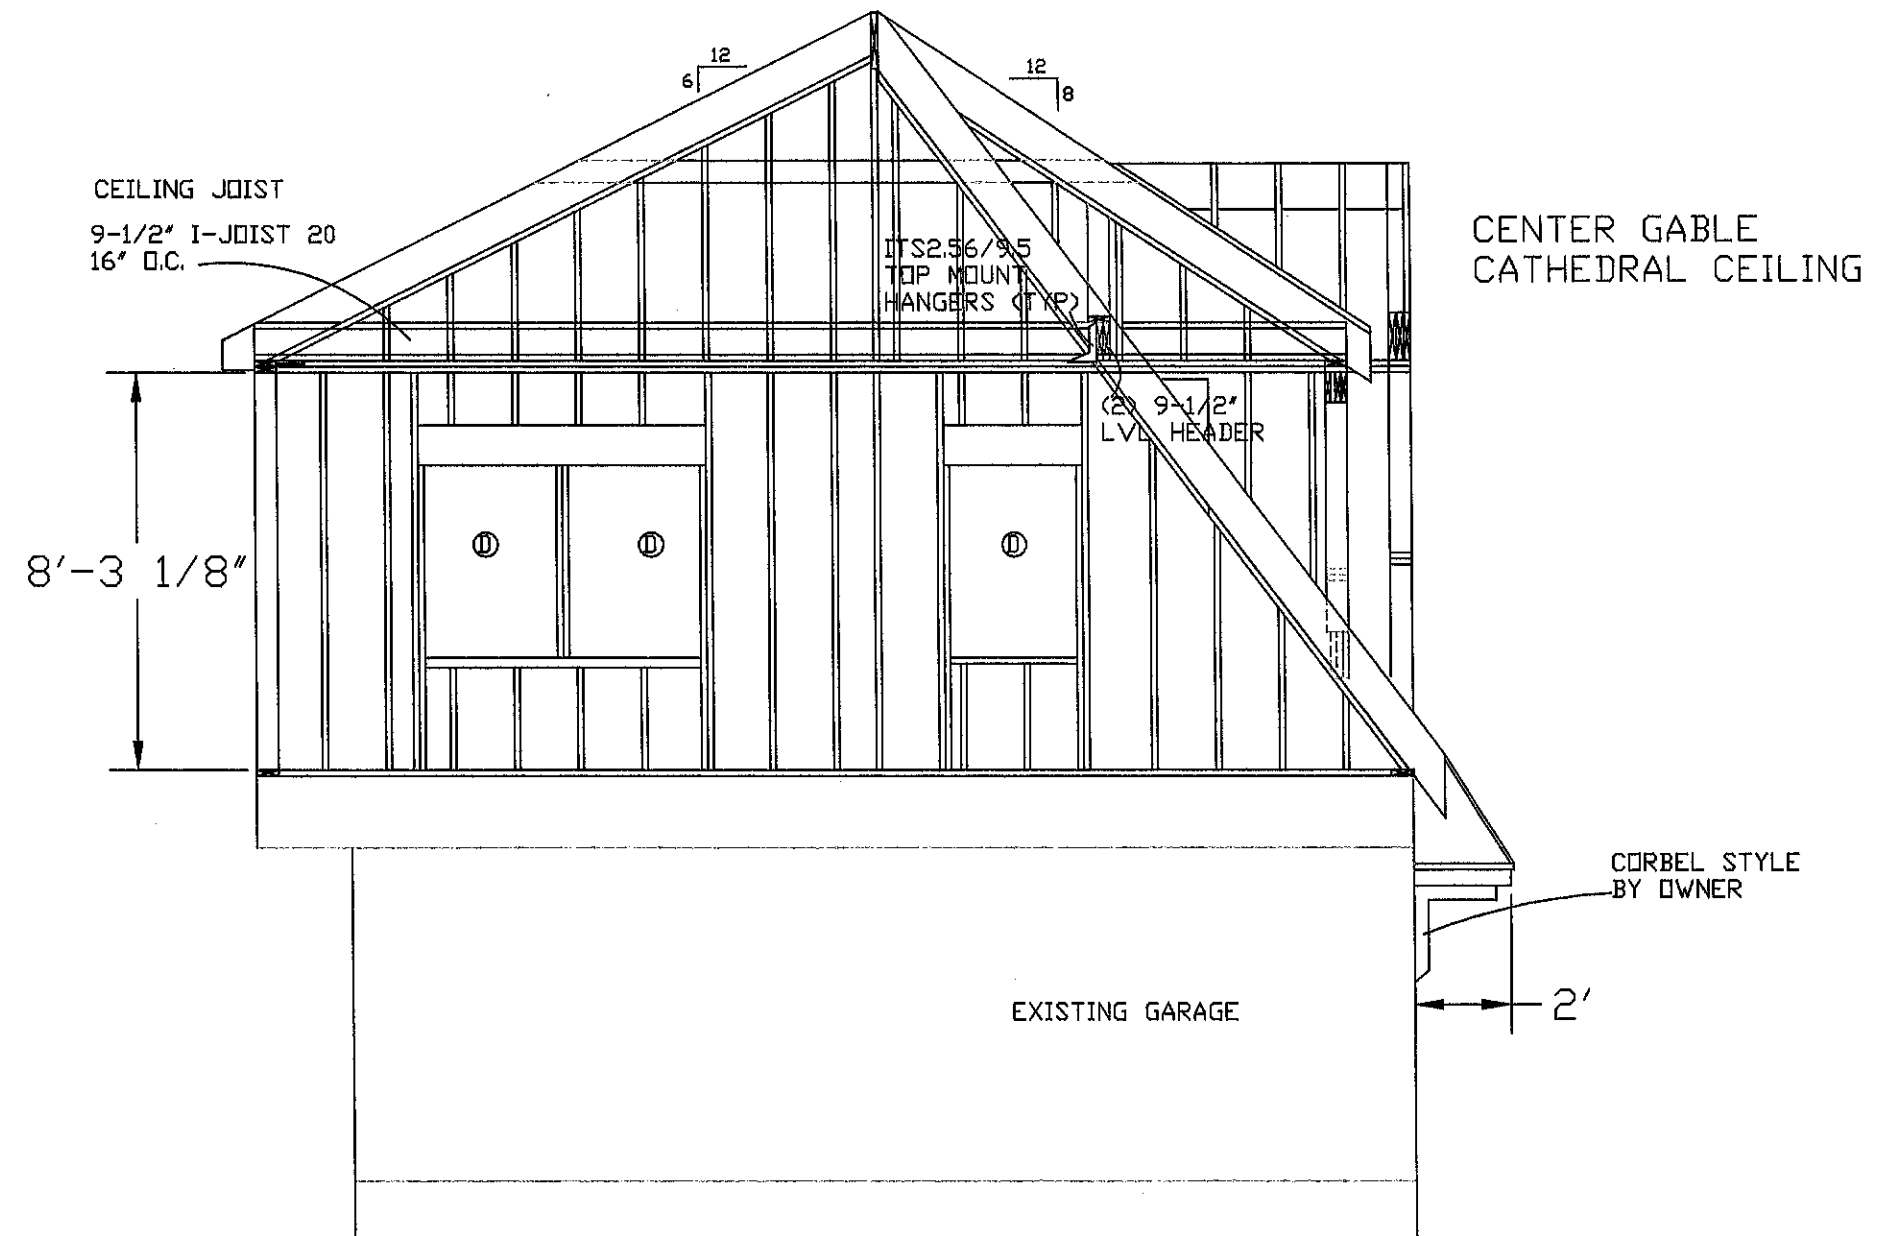 12
6
12
8
CEILING JOIST
9-1/2" I-JOIST 20
16" O.C.
CENTER GABLE
CATHEDRAL CEILING
ITS2.56/9.5
TOP MOUNT
HANGERS (TYP)
(2) 9-1/2"
LVL HEADER
D
D
D
8'-3 1/8"
CORBEL STYLE
BY OWNER
EXISTING GARAGE
2'